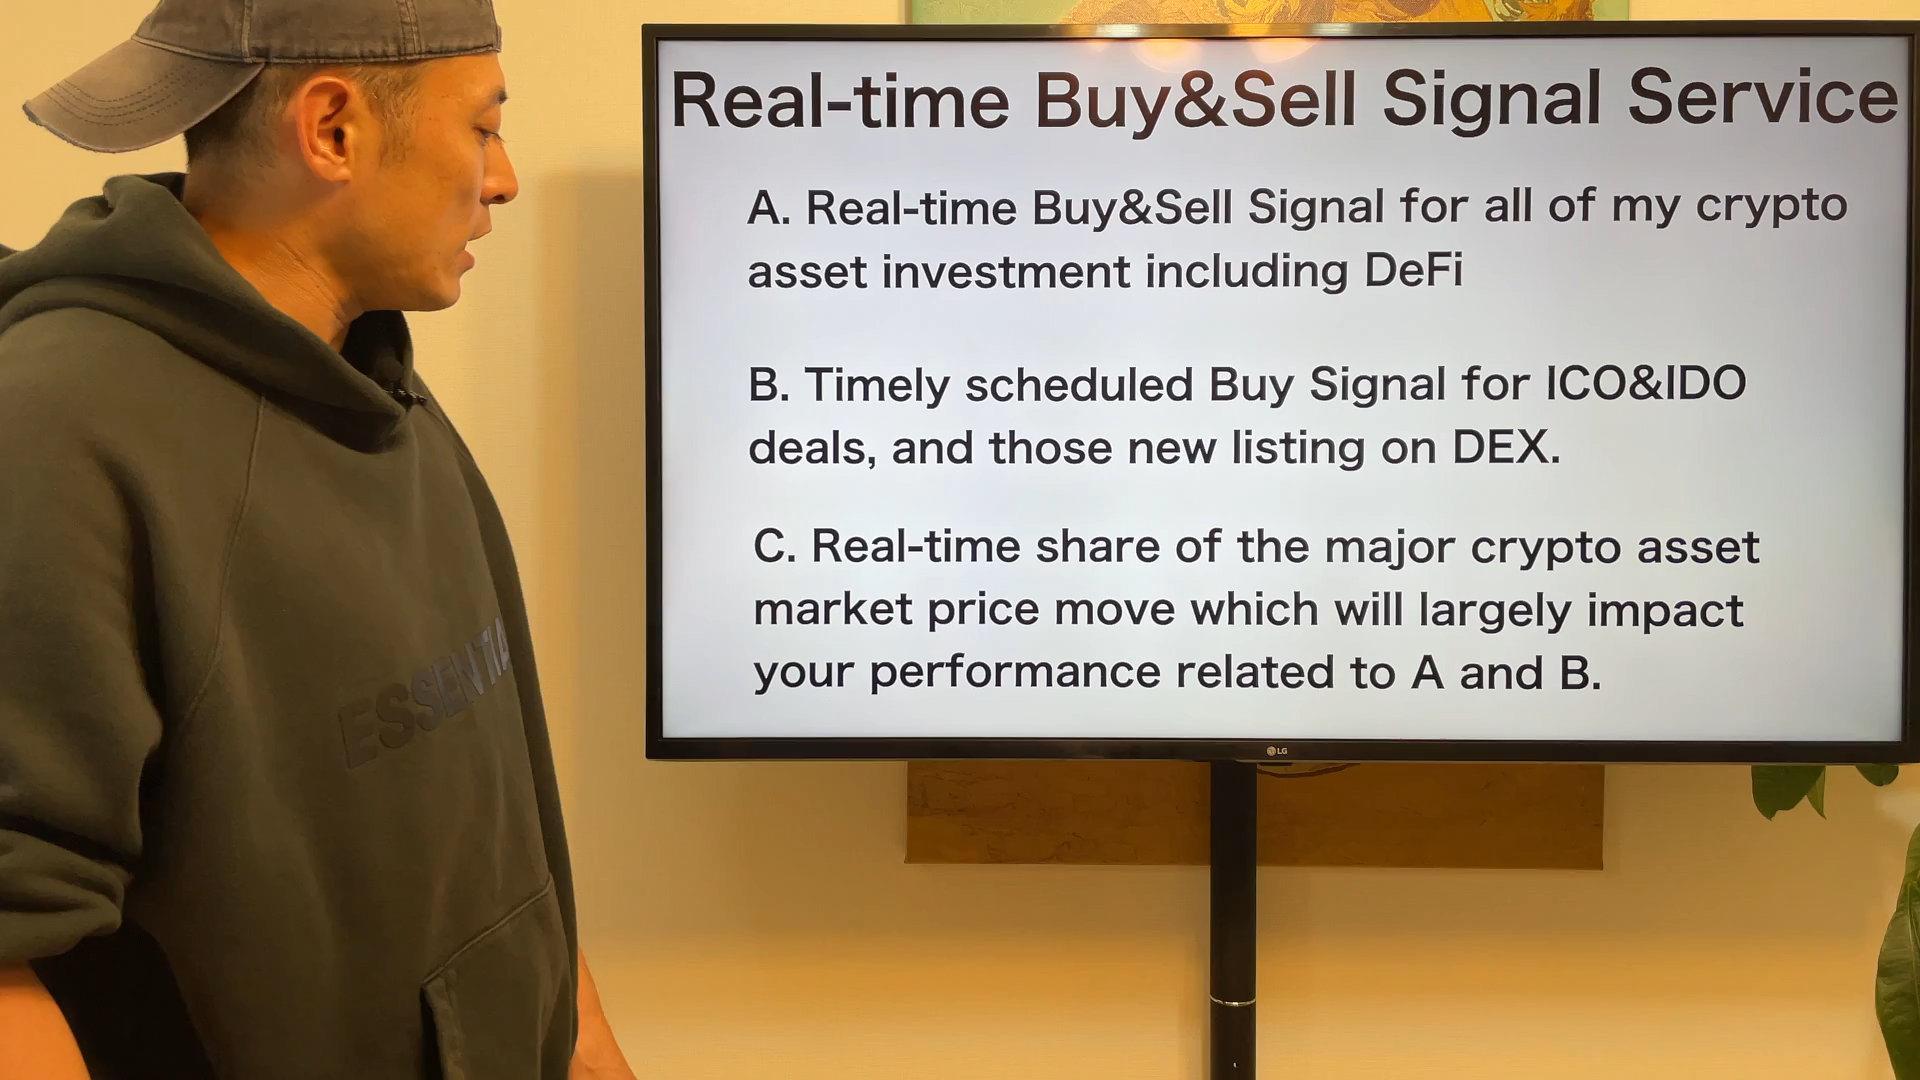 Real-time Buy&Sell Signal Service
A. Real-time Buy&Sell Signal for all of my crypto
asset investment including DeFi
B. Timely scheduled Buy Signal for ICO&IDO
deals, and those new listing on DEX.
C. Real-time share of the major crypto asset
market price move which will largely impact
your performance related to A and B.
LG
ESSENTIA